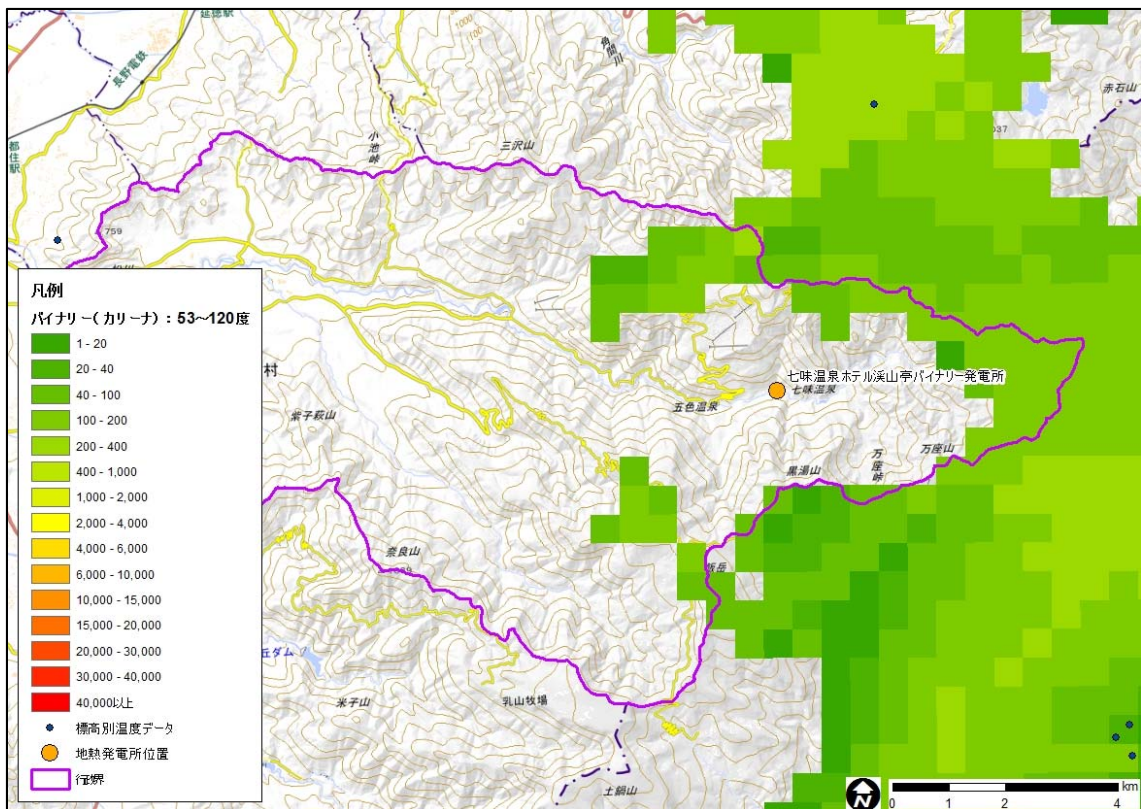 延徳駅
1000
100
長野電鉄
角間川
赤石山
037
都住駅
小池峠
三沢山
759
凡例
バイナリー(カリーナ)：53～120度
1 - 20
20 - 40
40 - 100
100 - 200
200 - 400
400 - 1,000
1,000 - 2,000
2,000 - 4,000
4,000 - 6,000
6,000 - 10,000
10,000 - 15,000
15,000 - 20,000
20,000 - 30,000
30,000 - 40,000
40,000以上
標高別温度データ
地熱発電所位置
行政界
村
紫子萩山
七味温泉ホテル渓山亭バイナリー発電所
七味温泉
五色温泉
黒湯山
万座峠
万座山
奈良山
飯岳
丘ダム
米子山
乳山牧場
土鍋山
km
0 1 2 4